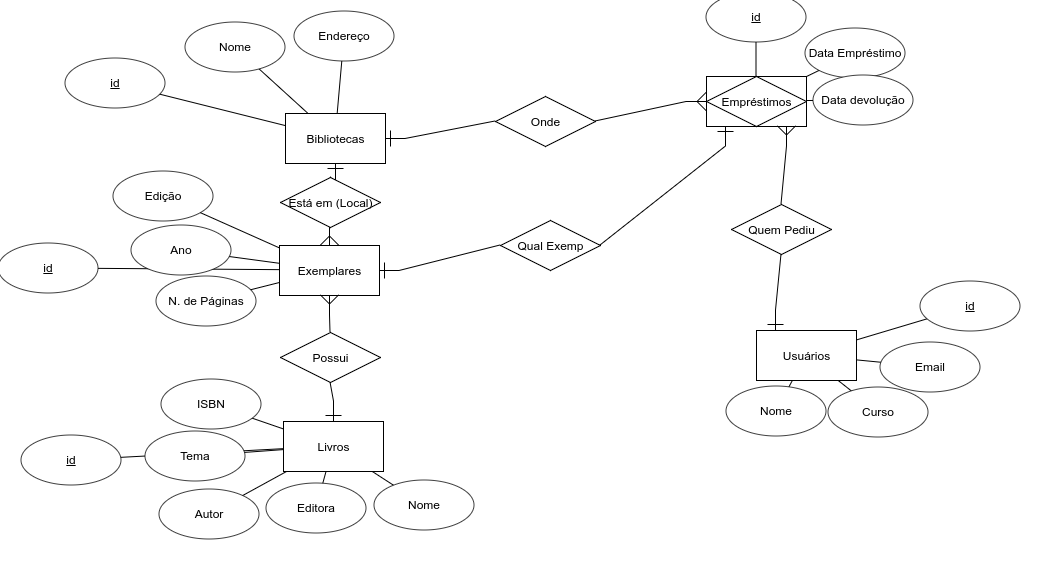 id
Nome
Endereço
Data Empréstimo
id
Empréstimos
Data devolução
Onde
Bibliotecas
Edição
Está em (Local)
Quem Pediu
Ano
Qual Exemp
id
Exemplares
N. de Páginas
id
Possui
Usuários
Email
ISBN
Nome
Curso
Livros
id
Tema
Autor
Editora
Nome